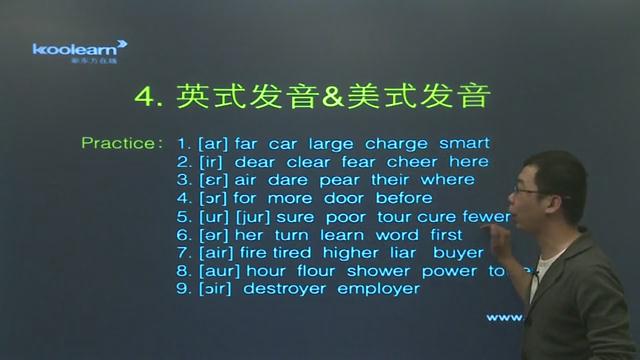 koolearn
新东方在线
4. 英式发音&美式发音
Practice: 1. [ar] far car large charge smart
2. [ir] dear clear fear cheer here
3. [ɛr] air dare pear their where
4. [ɔr] for more door before
5. [ur] [jur] sure poor tour cure fewer
6. [ər] her turn learn word first
7. [air] fire tired higher liar buyer
8. [aur] hour flour shower power
9. [ɔir] destroyer employer
www.